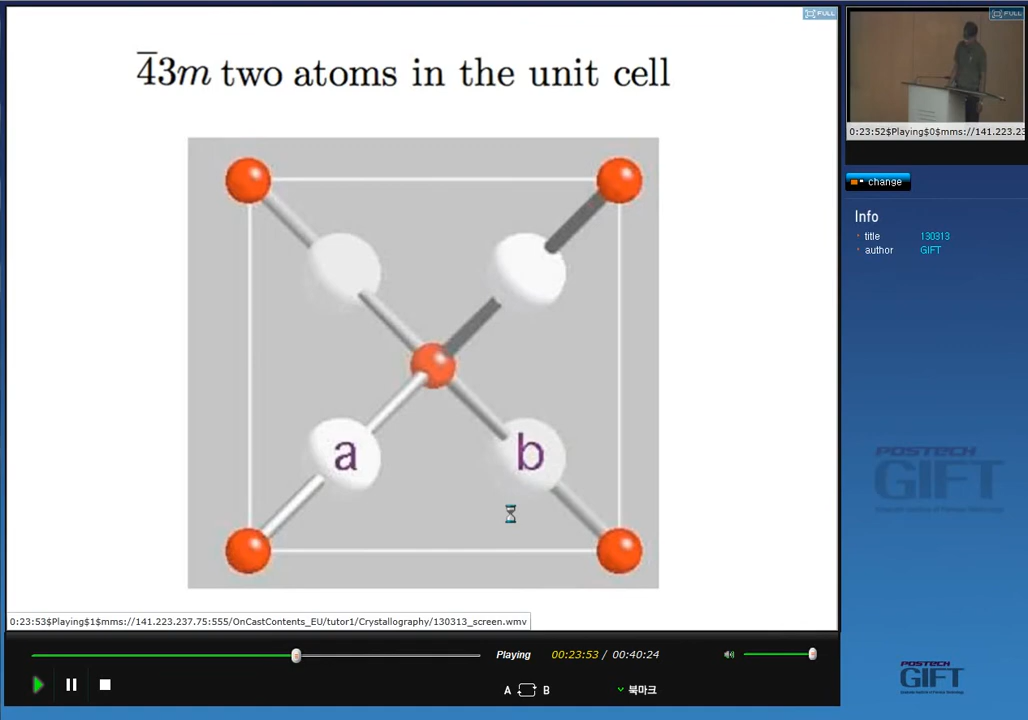 FULL
4̅3m two atoms in the unit cell
a
b
0:23:53$Playing$1$mms://141.223.237.75:555/OnCastContents_EU/tutor1/Crystallography/130313_screen.wmv
Playing
00:23:53 / 00:40:24
A B
북마크
FULL
0:23:52$Playing$0$mms://141.223.23
change
Info
title 130313
author GIFT
POSTECH
GIFT
POSTECH
GIFT